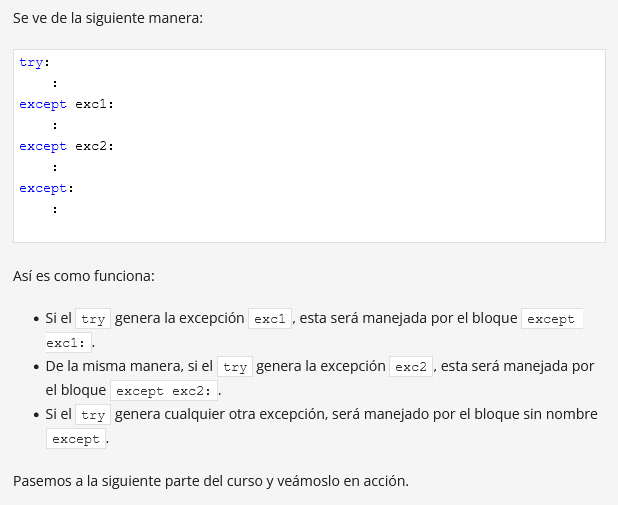 Se ve de la siguiente manera:
try:
    :
except exc1:
    :
except exc2:
    :
except:
    :
Así es como funciona:
• Si el try genera la excepción exc1, esta será manejada por el bloque except
exc1:.
• De la misma manera, si el try genera la excepción exc2, esta será manejada por
el bloque except exc2:.
• Si el try genera cualquier otra excepción, será manejado por el bloque sin nombre
except.
Pasemos a la siguiente parte del curso y veámoslo en acción.